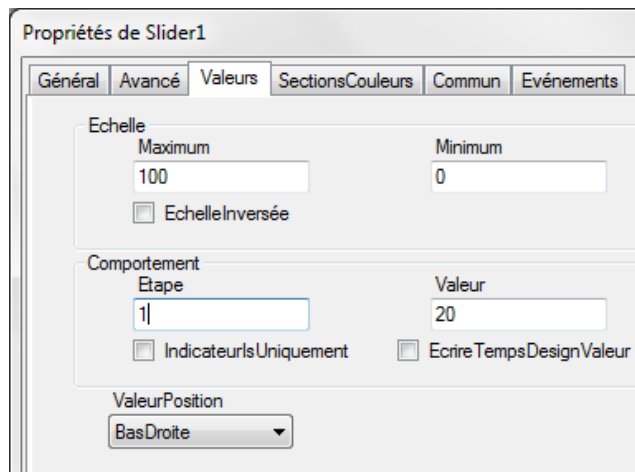 Propriétés de Slider1
Général Avancé Valeurs SectionsCouleurs Commun Evénements
Echelle
Maximum Minimum
100 0
EchelleInversée
Comportement
Etape Valeur
1 20
IndicateurIsUniquement EcrireTempsDesignValeur
ValeurPosition
BasDroite